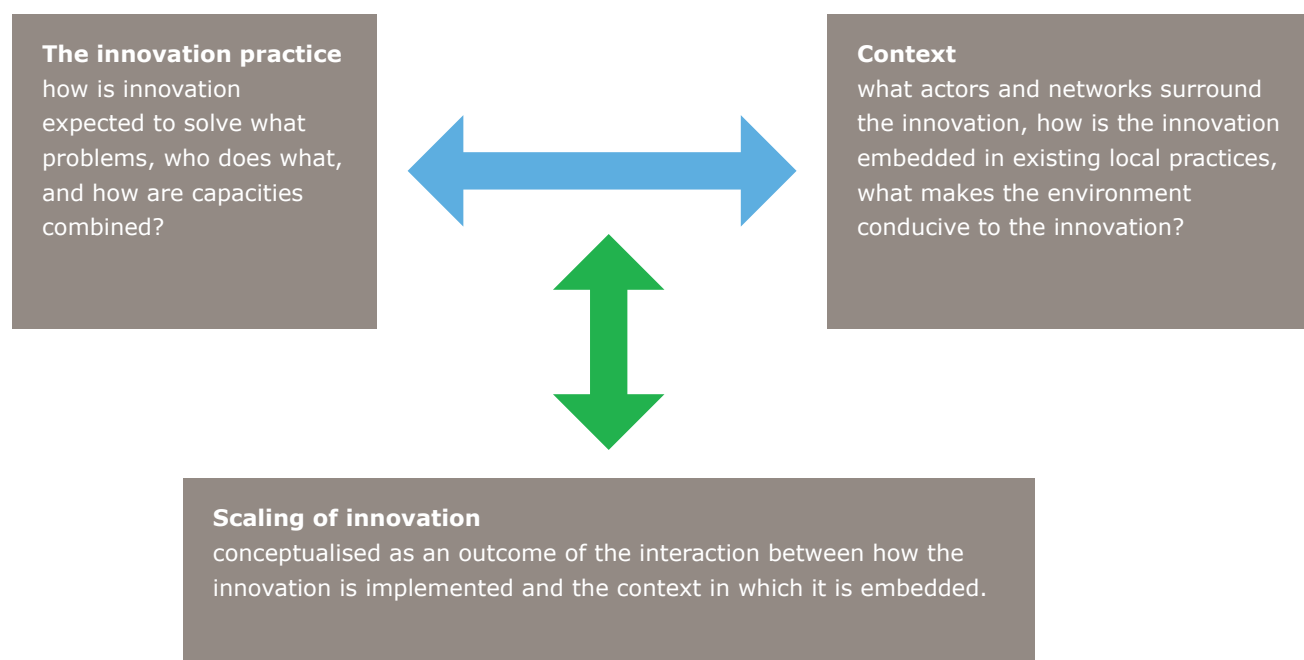 The innovation practice
how is innovation
expected to solve what
problems, who does what,
and how are capacities
combined?
Context
what actors and networks surround
the innovation, how is the innovation
embedded in existing local practices,
what makes the environment
conducive to the innovation?
Scaling of innovation
conceptualised as an outcome of the interaction between how the
innovation is implemented and the context in which it is embedded.